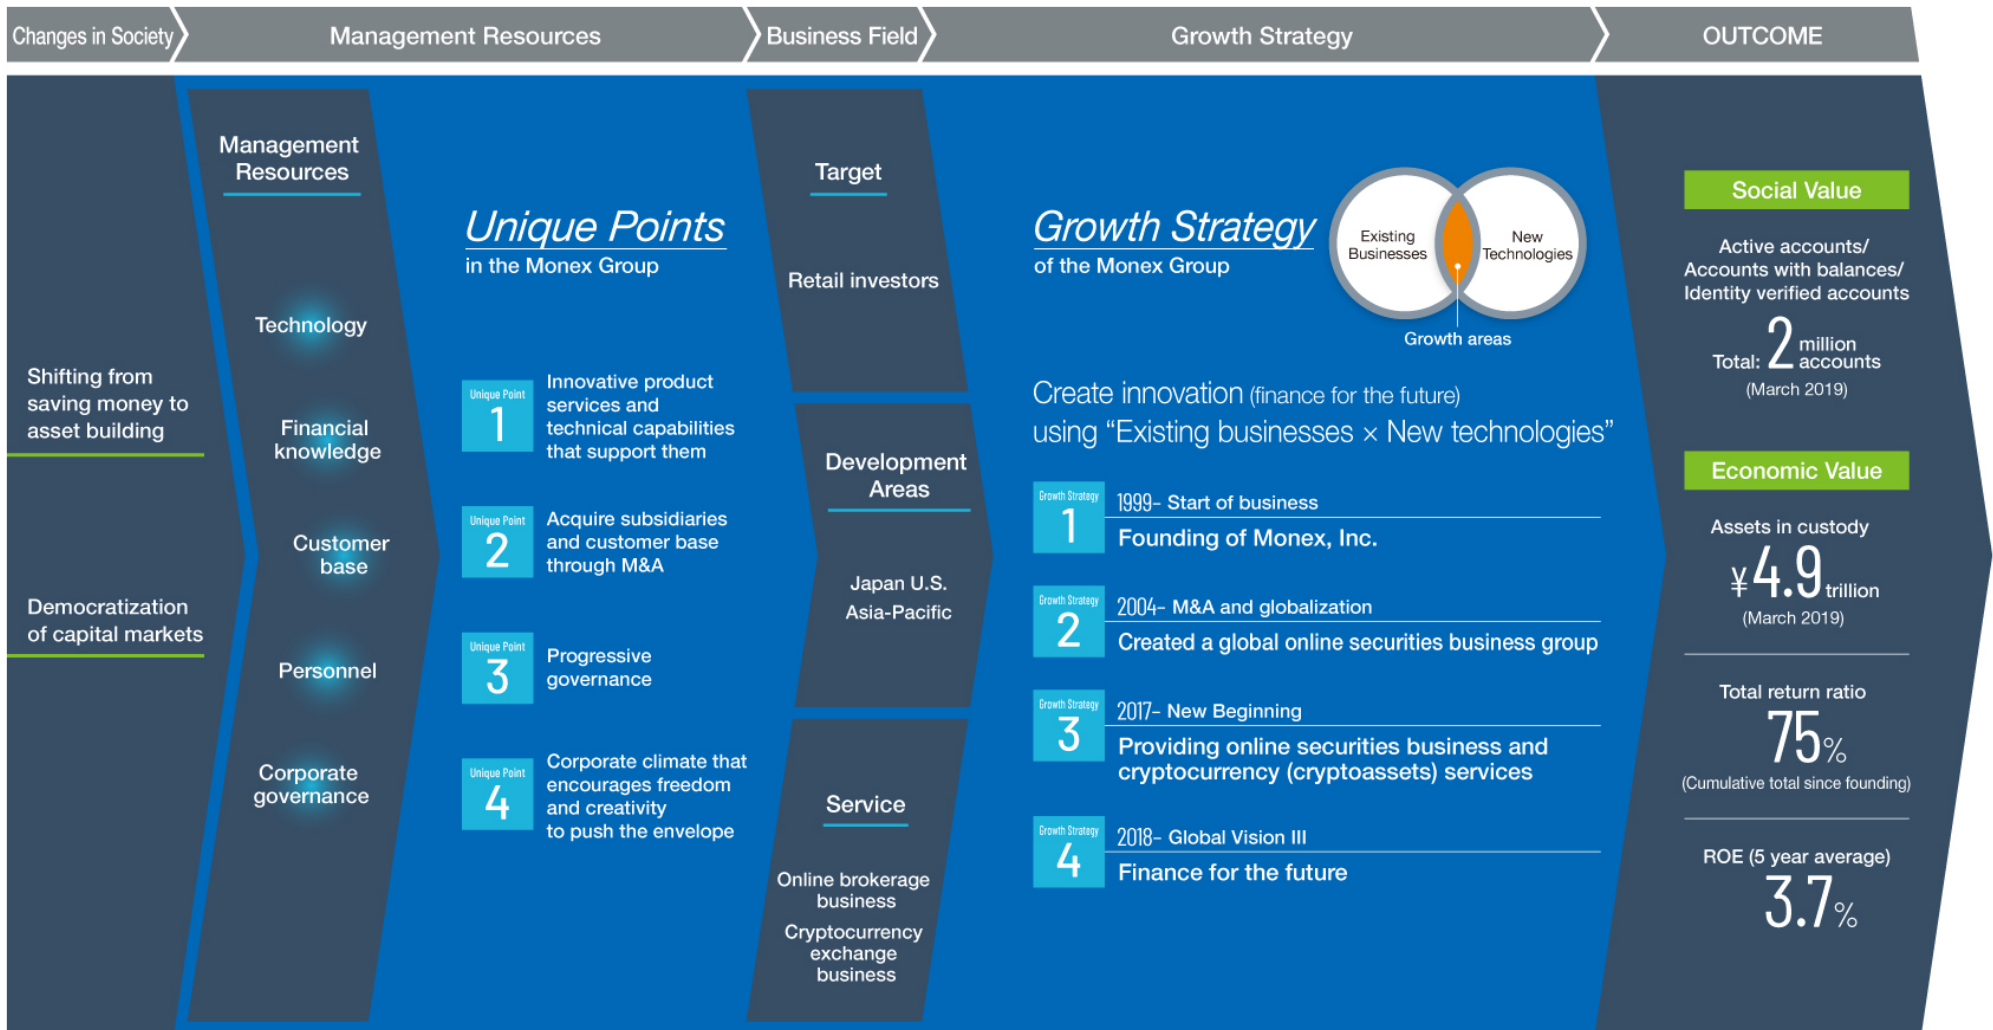 Changes in Society
Management Resources
Business Field
Growth Strategy
OUTCOME
Shifting from
saving money to
asset building
Democratization
of capital markets
Management
Resources
Technology
Financial
knowledge
Customer
base
Personnel
Corporate
governance
Unique Points
in the Monex Group
Unique Point
1
Innovative product
services and
technical capabilities
that support them
Unique Point
2
Acquire subsidiaries
and customer base
through M&A
Unique Point
3
Progressive
governance
Unique Point
4
Corporate climate that
encourages freedom
and creativity
to push the envelope
Target
Retail investors
Development
Areas
Japan U.S.
Asia-Pacific
Service
Online brokerage
business
Cryptocurrency
exchange
business
Growth Strategy
of the Monex Group
Existing
Businesses
New
Technologies
Growth areas
Create innovation (finance for the future)
using “Existing businesses × New technologies”
Growth Strategy
1
1999– Start of business
Founding of Monex, Inc.
Growth Strategy
2
2004– M&A and globalization
Created a global online securities business group
Growth Strategy
3
2017– New Beginning
Providing online securities business and
cryptocurrency (cryptoassets) services
Growth Strategy
4
2018– Global Vision III
Finance for the future
Social Value
Active accounts/
Accounts with balances/
Identity verified accounts
Total: 2 million
accounts
(March 2019)
Economic Value
Assets in custody
¥4.9 trillion
(March 2019)
Total return ratio
75%
(Cumulative total since founding)
ROE (5 year average)
3.7%